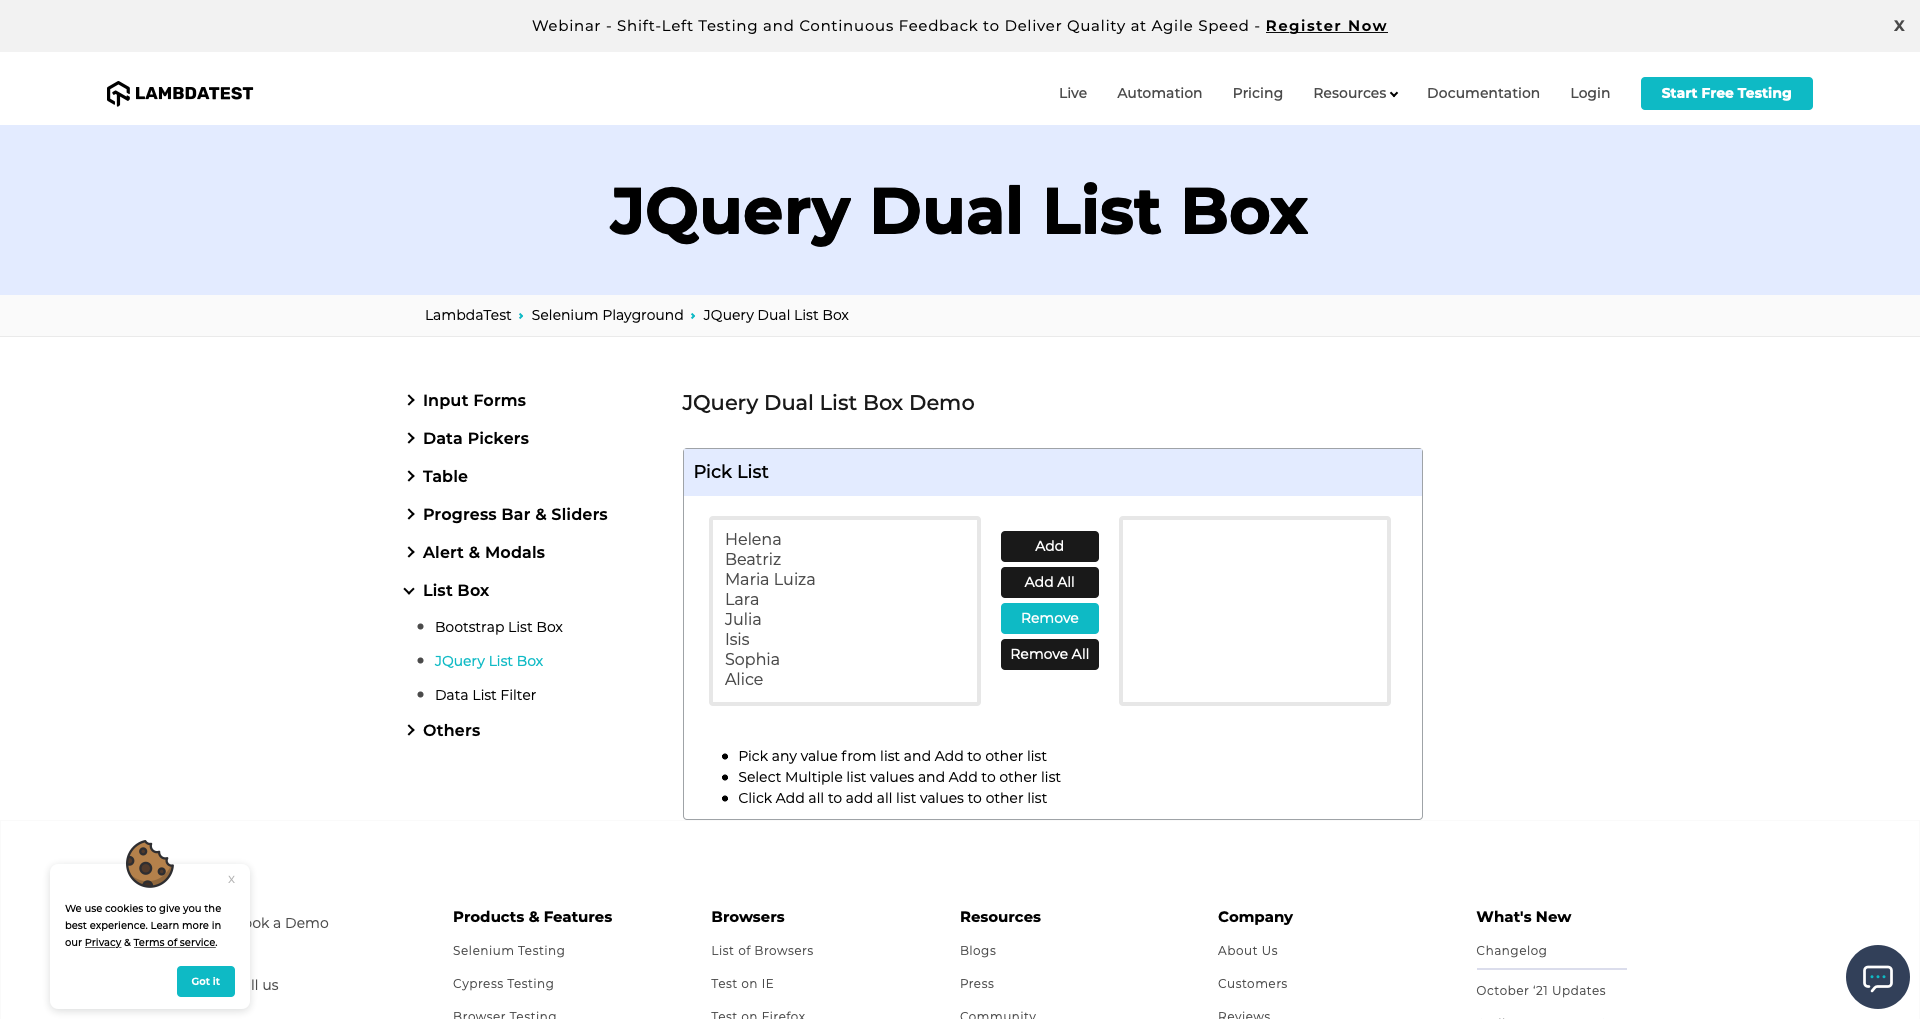 Webinar - Shift-Left Testing and Continuous Feedback to Deliver Quality at Agile Speed - Register Now
X
LAMBDATEST
Live
Automation
Pricing
Resources
Documentation
Login
Start Free Testing
JQuery Dual List Box
LambdaTest › Selenium Playground › JQuery Dual List Box
Input Forms
Data Pickers
Table
Progress Bar & Sliders
Alert & Modals
List Box
Bootstrap List Box
JQuery List Box
Data List Filter
Others
JQuery Dual List Box Demo
Pick List
Helena
Beatriz
Maria Luiza
Lara
Julia
Isis
Sophia
Alice
Add
Add All
Remove
Remove All
Pick any value from list and Add to other list
Select Multiple list values and Add to other list
Click Add all to add all list values to other list
x
We use cookies to give you the
best experience. Learn more in
our Privacy & Terms of service.
Got it
ook a Demo
ll us
Products & Features
Selenium Testing
Cypress Testing
Browser Testing
Browsers
List of Browsers
Test on IE
Test on Firefox
Resources
Blogs
Press
Community
Company
About Us
Customers
Reviews
What's New
Changelog
October ‘21 Updates